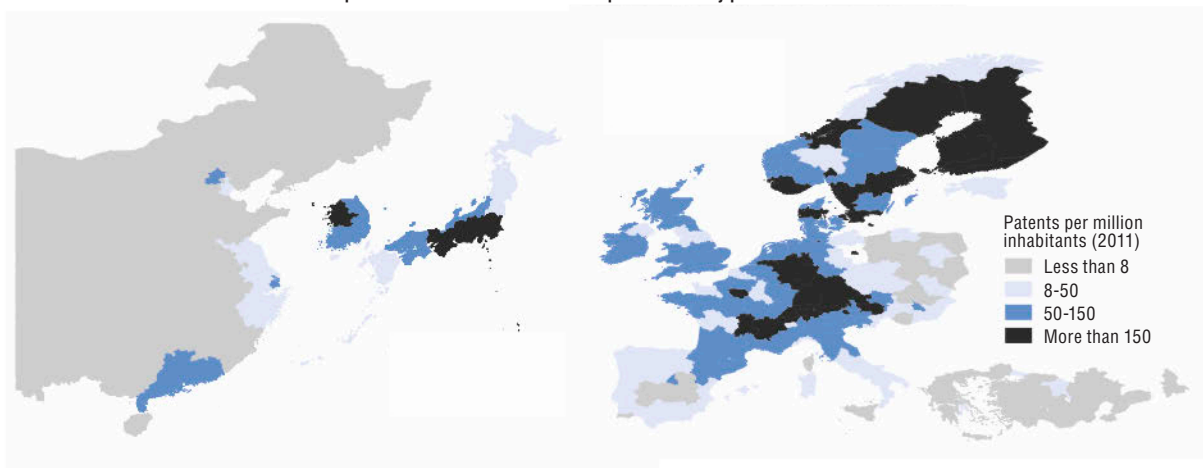 Patents per million
inhabitants (2011)
Less than 8
8-50
50-150
More than 150